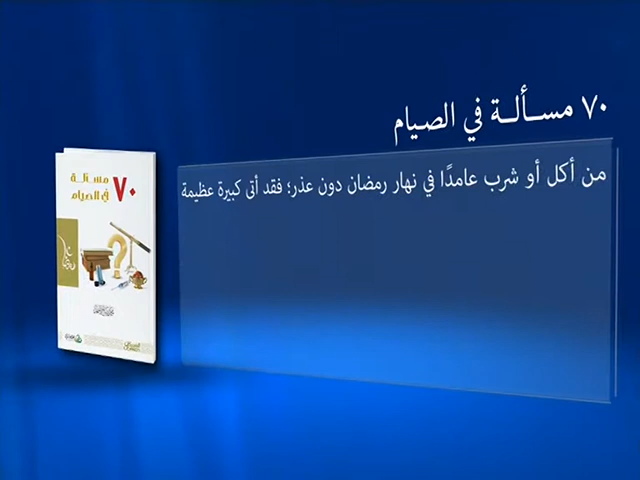 ٧٠ مسألة في الصيام
من أكل أو شرب عامدًا في نهار رمضان دون عذر؛ فقد أتى كبيرة عظيمة
٧٠ مسألة
في الصيام